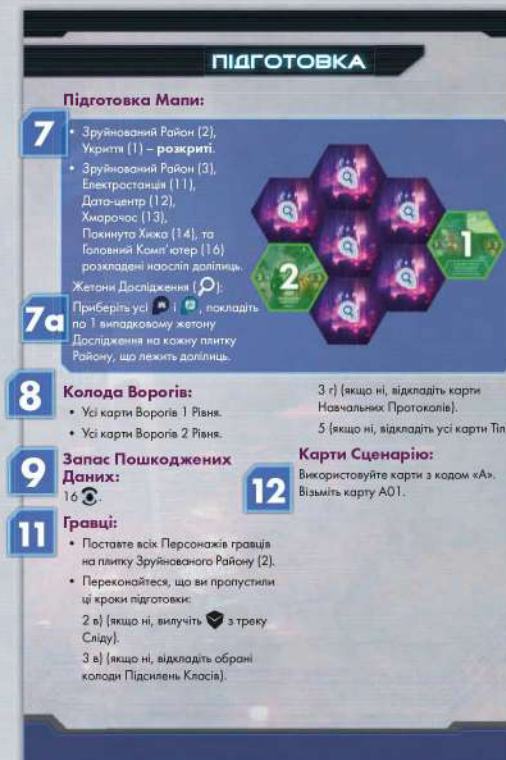 ПІДГОТОВКА
Підготовка Мапи:
7
• Зруйнований Район (2),
Укриття (1) – розкриті.
• Зруйнований Район (3),
Електростанція (11),
Дата-центр (12),
Хмарочос (13),
Покинута Хижа (14), та
Головний Комп'ютер (16)
розкладені наосліп долілиць.
2
1
7а
Жетони Дослідження ( ):
Приберіть усі і , покладіть
по 1 випадковому жетону
Дослідження на кожну плитку
Району, що лежить долілиць.
8
Колода Ворогів:
• Усі карти Ворогів 1 Рівня.
• Усі карти Ворогів 2 Рівня.
9
Запас Пошкоджених
Даних:
16 .
11
Гравці:
• Поставте всіх Персонажів гравців
на плитку Зруйнованого Району (2).
• Переконайтеся, що ви пропустили
ці кроки підготовки:
2 в) (якщо ні, вилучіть з треку
Сліду).
3 в) (якщо ні, відкладіть обрані
колоди Підсилень Класів).
3 г) (якщо ні, відкладіть карти
Навчальних Протоколів).
5 (якщо ні, відкладіть усі карти Тіл
12
Карти Сценарію:
Використовуйте карти з кодом «А».
Візьміть карту А01.